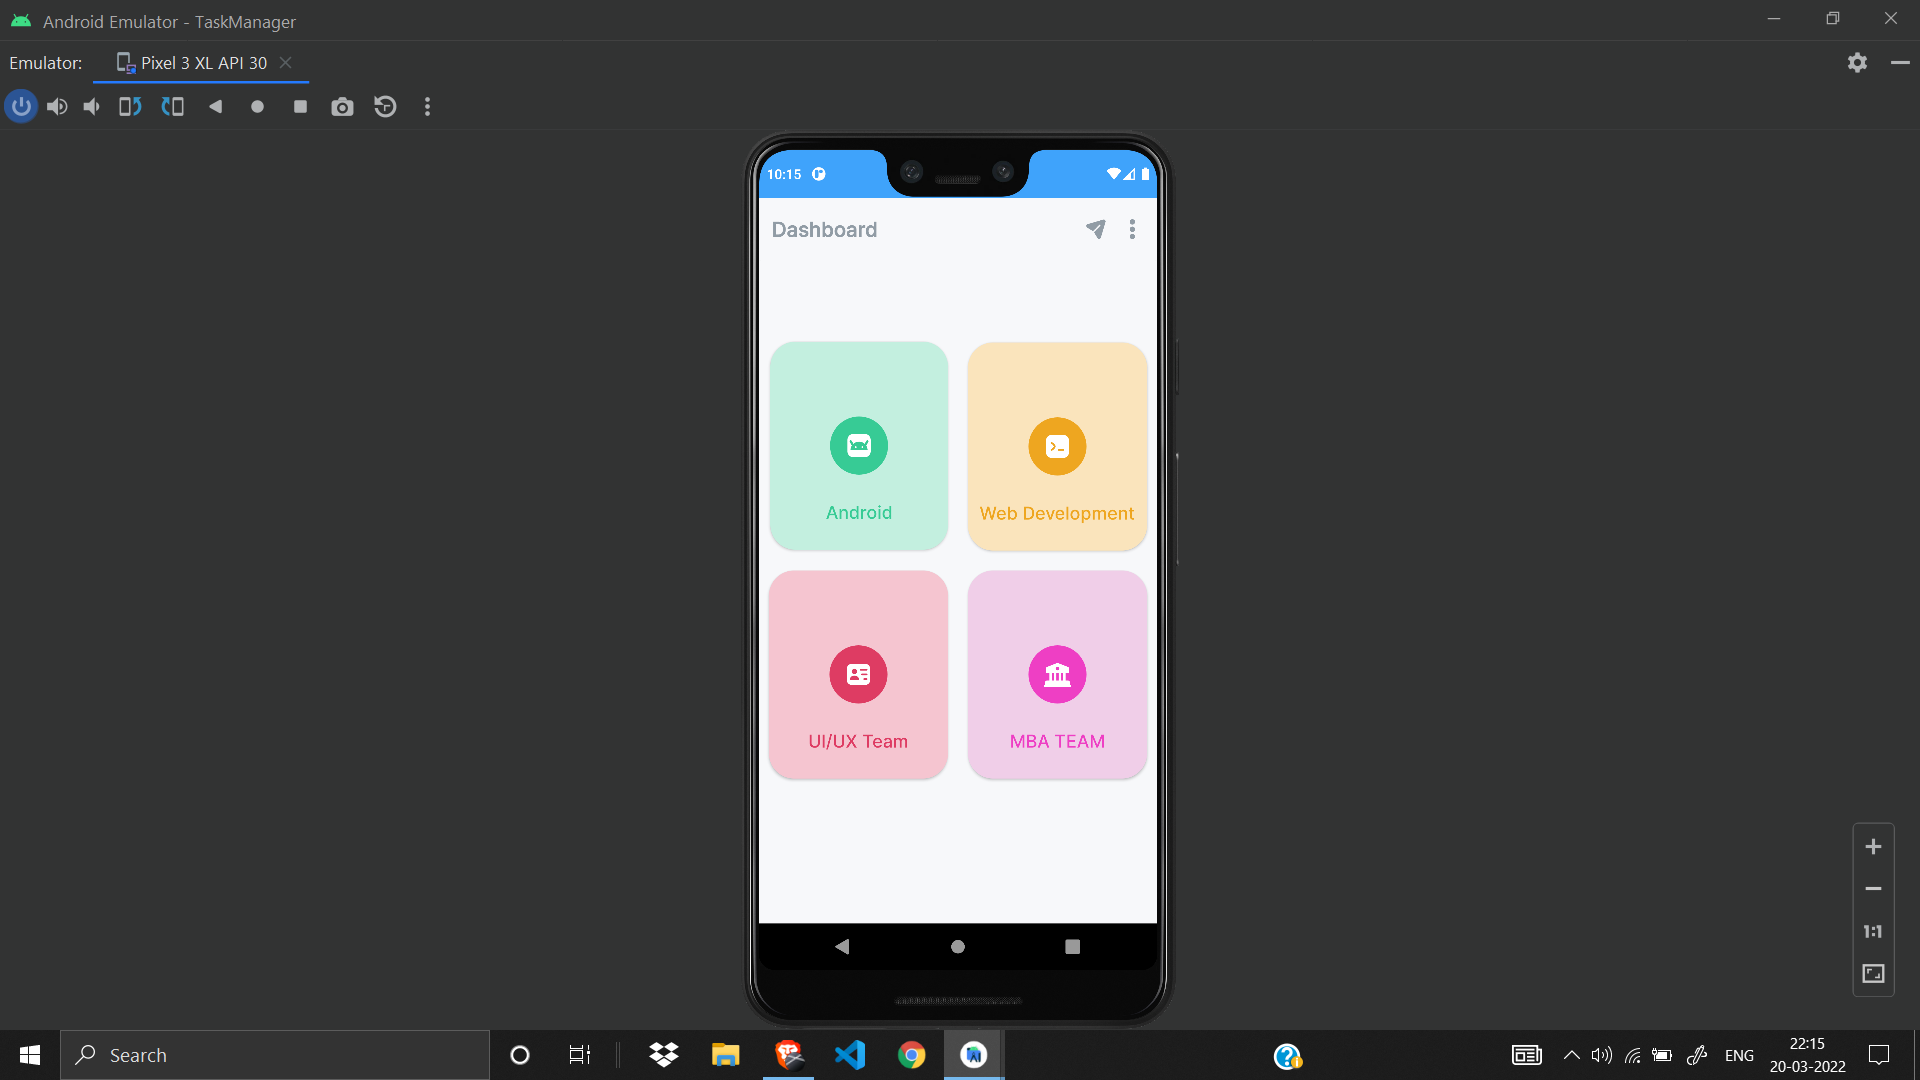 Android Emulator - TaskManager
Emulator: Pixel 3 XL API 30
10:15
Dashboard
Android
Web Development
UI/UX Team
MBA TEAM
1:1
Search
ENG
22:15
20-03-2022